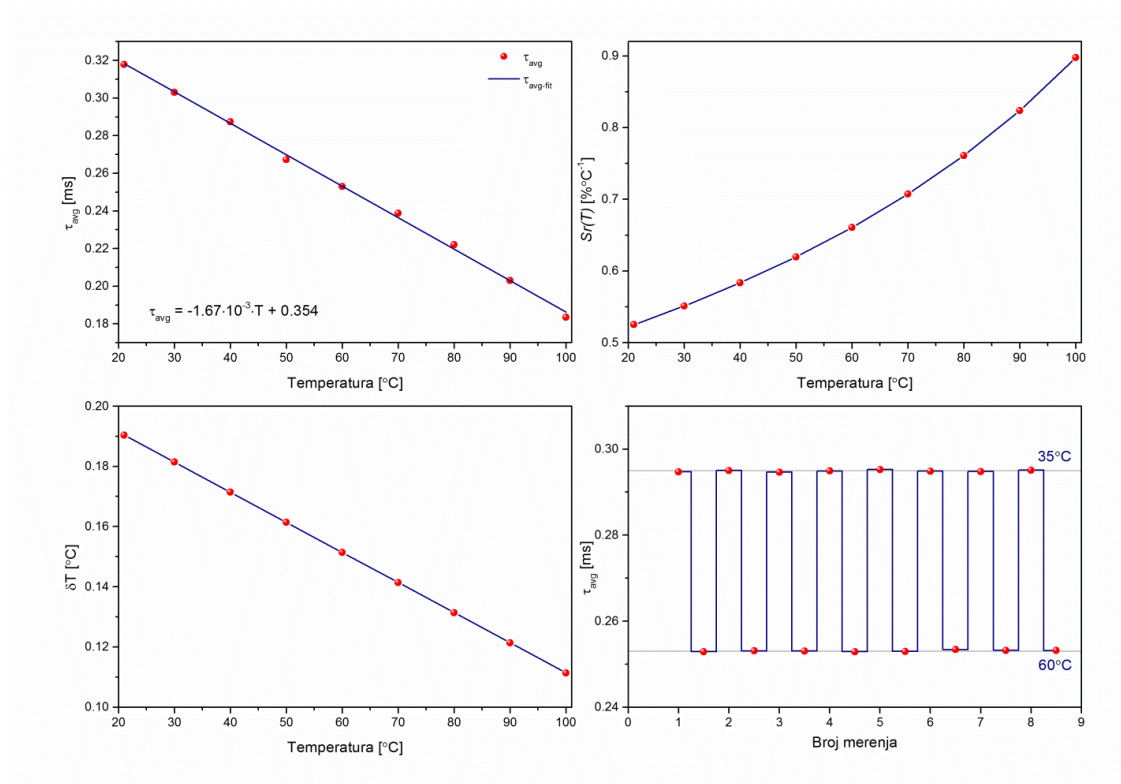 τavg
τavg-fit
τavg = -1.67·10-3·T + 0.354
0.32
0.30
0.28
0.26
0.24
0.22
0.20
0.18
τavg [ms]
20 30 40 50 60 70 80 90 100
Temperatura [°C]
0.9
0.8
0.7
0.6
0.5
Sr(T) [%°C-1]
20 30 40 50 60 70 80 90 100
Temperatura [°C]
0.20
0.18
0.16
0.14
0.12
0.10
δT [°C]
20 30 40 50 60 70 80 90 100
Temperatura [°C]
0.30
0.28
0.26
0.24
τavg [ms]
35°C
60°C
0 1 2 3 4 5 6 7 8 9
Broj merenja